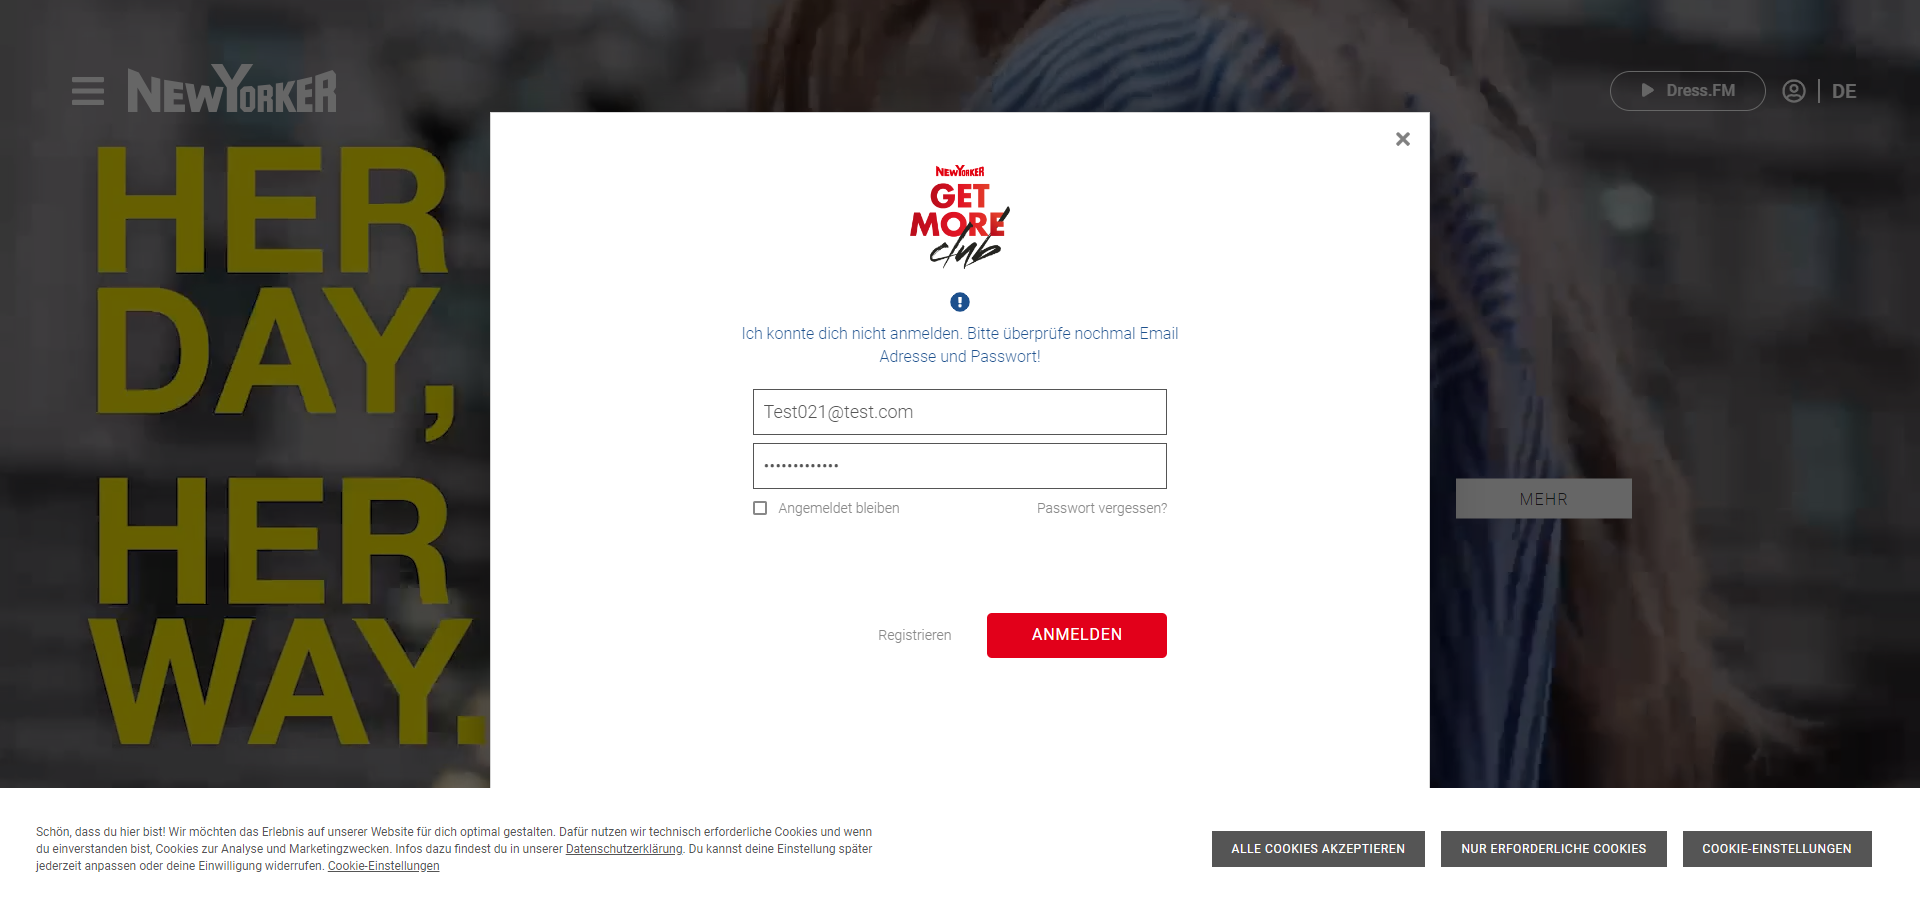 NEWYORKER
Dress.FM
DE
HER
DAY,
HER
WAY.
MEHR
NEWYORKER
GET
MORE
club
Ich konnte dich nicht anmelden. Bitte überprüfe nochmal Email
Adresse und Passwort!
Test021@test.com
•••••••••••••
Angemeldet bleiben
Passwort vergessen?
Registrieren
ANMELDEN
Schön, dass du hier bist! Wir möchten das Erlebnis auf unserer Website für dich optimal gestalten. Dafür nutzen wir technisch erforderliche Cookies und wenn
du einverstanden bist, Cookies zur Analyse und Marketingzwecken. Infos dazu findest du in unserer Datenschutzerklärung. Du kannst deine Einstellung später
jederzeit anpassen oder deine Einwilligung widerrufen. Cookie-Einstellungen
ALLE COOKIES AKZEPTIEREN
NUR ERFORDERLICHE COOKIES
COOKIE-EINSTELLUNGEN